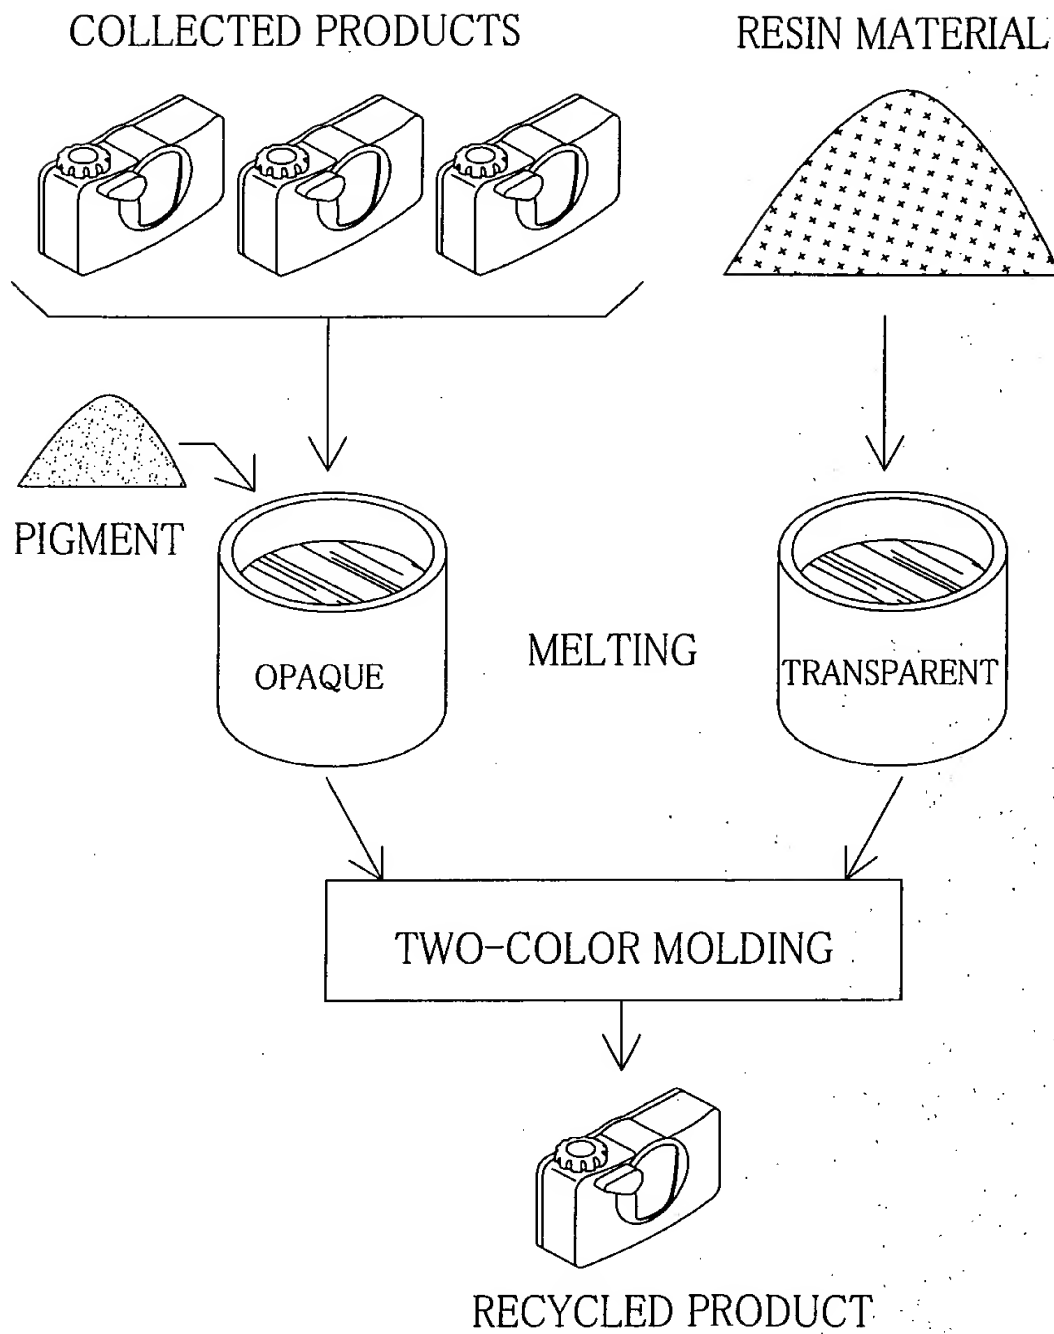 COLLECTED PRODUCTS
RESIN MATERIAL
PIGMENT
OPAQUE
MELTING
TRANSPARENT
TWO-COLOR MOLDING
RECYCLED PRODUCT